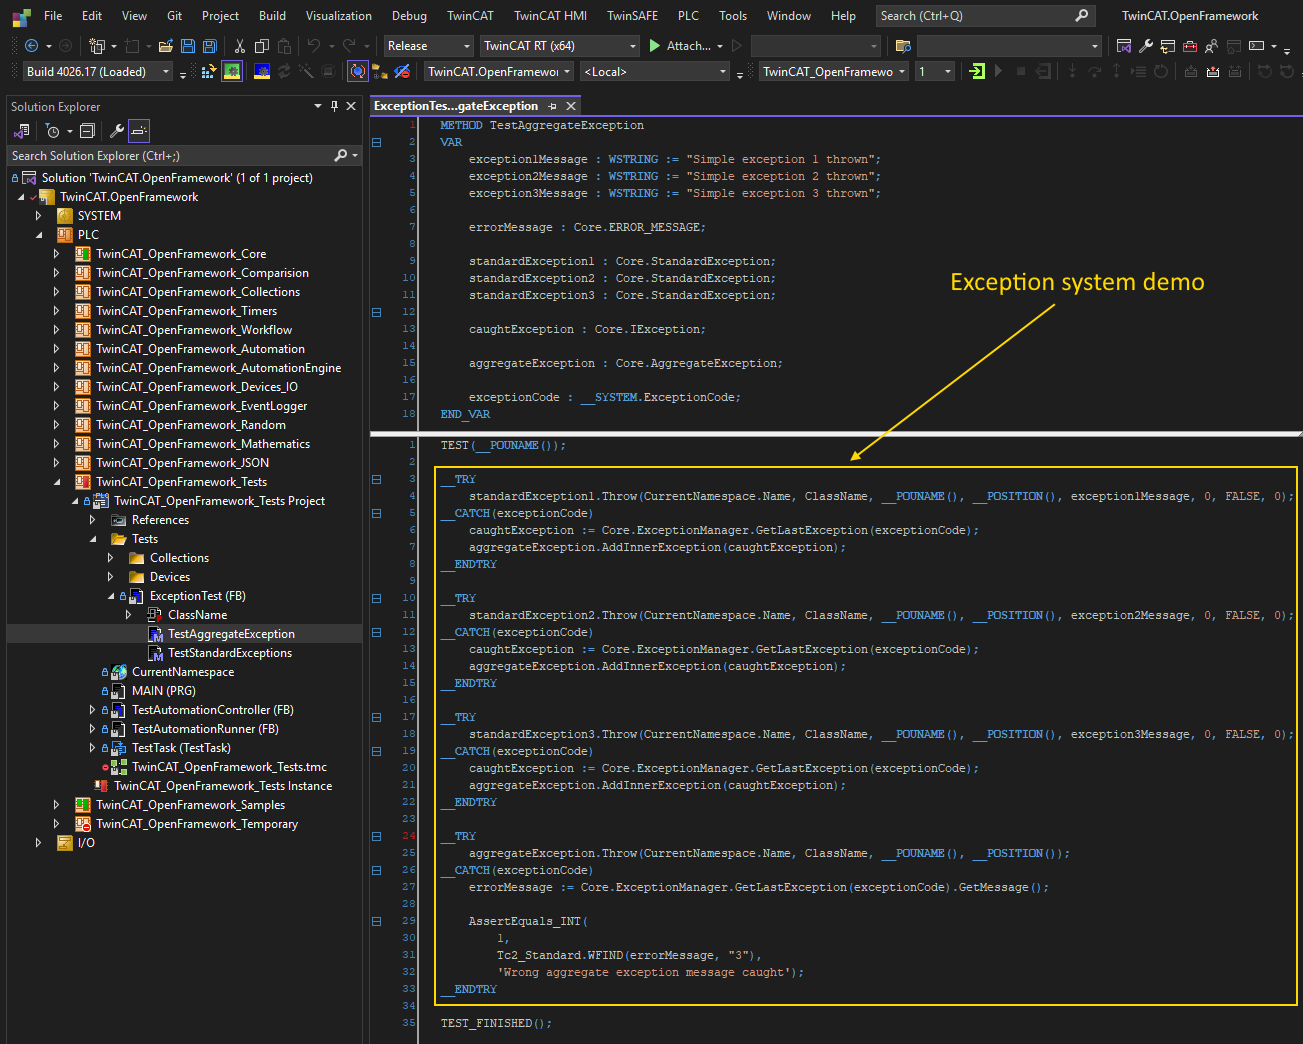 File Edit View Git Project Build Visualization Debug TwinCAT TwinCAT HMI TwinSAFE PLC Tools Window Help Search (Ctrl+Q) TwinCAT.OpenFramework
Release TwinCAT RT (x64) Attach...
Build 4026.17 (Loaded) TwinCAT.OpenFramewor <Local> TwinCAT_OpenFramewo 1
Solution Explorer
Search Solution Explorer (Ctrl+;)
Solution 'TwinCAT.OpenFramework' (1 of 1 project)
TwinCAT.OpenFramework
SYSTEM
PLC
TwinCAT_OpenFramework_Core
TwinCAT_OpenFramework_Comparision
TwinCAT_OpenFramework_Collections
TwinCAT_OpenFramework_Timers
TwinCAT_OpenFramework_Workflow
TwinCAT_OpenFramework_Automation
TwinCAT_OpenFramework_AutomationEngine
TwinCAT_OpenFramework_Devices_IO
TwinCAT_OpenFramework_EventLogger
TwinCAT_OpenFramework_Random
TwinCAT_OpenFramework_Mathematics
TwinCAT_OpenFramework_JSON
TwinCAT_OpenFramework_Tests
TwinCAT_OpenFramework_Tests Project
References
Tests
Collections
Devices
ExceptionTest (FB)
ClassName
TestAggregateException
TestStandardExceptions
CurrentNamespace
MAIN (PRG)
TestAutomationController (FB)
TestAutomationRunner (FB)
TestTask (TestTask)
TwinCAT_OpenFramework_Tests.tmc
TwinCAT_OpenFramework_Tests Instance
TwinCAT_OpenFramework_Samples
TwinCAT_OpenFramework_Temporary
I/O
ExceptionTes...gateException
1 METHOD TestAggregateException
2 VAR
3 exception1Message : WSTRING := "Simple exception 1 thrown";
4 exception2Message : WSTRING := "Simple exception 2 thrown";
5 exception3Message : WSTRING := "Simple exception 3 thrown";
6
7 errorMessage : Core.ERROR_MESSAGE;
8
9 standardException1 : Core.StandardException;
10 standardException2 : Core.StandardException;
11 standardException3 : Core.StandardException;
12
13 caughtException : Core.IException;
14
15 aggregateException : Core.AggregateException;
16
17 exceptionCode : __SYSTEM.ExceptionCode;
18 END_VAR
Exception system demo
1 TEST(__POUNAME());
2
3 __TRY
4 standardException1.Throw(CurrentNamespace.Name, ClassName, __POUNAME(), __POSITION(), exception1Message, 0, FALSE, 0);
5 __CATCH(exceptionCode)
6 caughtException := Core.ExceptionManager.GetLastException(exceptionCode);
7 aggregateException.AddInnerException(caughtException);
8 __ENDTRY
9
10 __TRY
11 standardException2.Throw(CurrentNamespace.Name, ClassName, __POUNAME(), __POSITION(), exception2Message, 0, FALSE, 0);
12 __CATCH(exceptionCode)
13 caughtException := Core.ExceptionManager.GetLastException(exceptionCode);
14 aggregateException.AddInnerException(caughtException);
15 __ENDTRY
16
17 __TRY
18 standardException3.Throw(CurrentNamespace.Name, ClassName, __POUNAME(), __POSITION(), exception3Message, 0, FALSE, 0);
19 __CATCH(exceptionCode)
20 caughtException := Core.ExceptionManager.GetLastException(exceptionCode);
21 aggregateException.AddInnerException(caughtException);
22 __ENDTRY
23
24 __TRY
25 aggregateException.Throw(CurrentNamespace.Name, ClassName, __POUNAME(), __POSITION());
26 __CATCH(exceptionCode)
27 errorMessage := Core.ExceptionManager.GetLastException(exceptionCode).GetMessage();
28
29 AssertEquals_INT(
30 1,
31 Tc2_Standard.WFIND(errorMessage, "3"),
32 'Wrong aggregate exception message caught');
33 __ENDTRY
34
35 TEST_FINISHED();